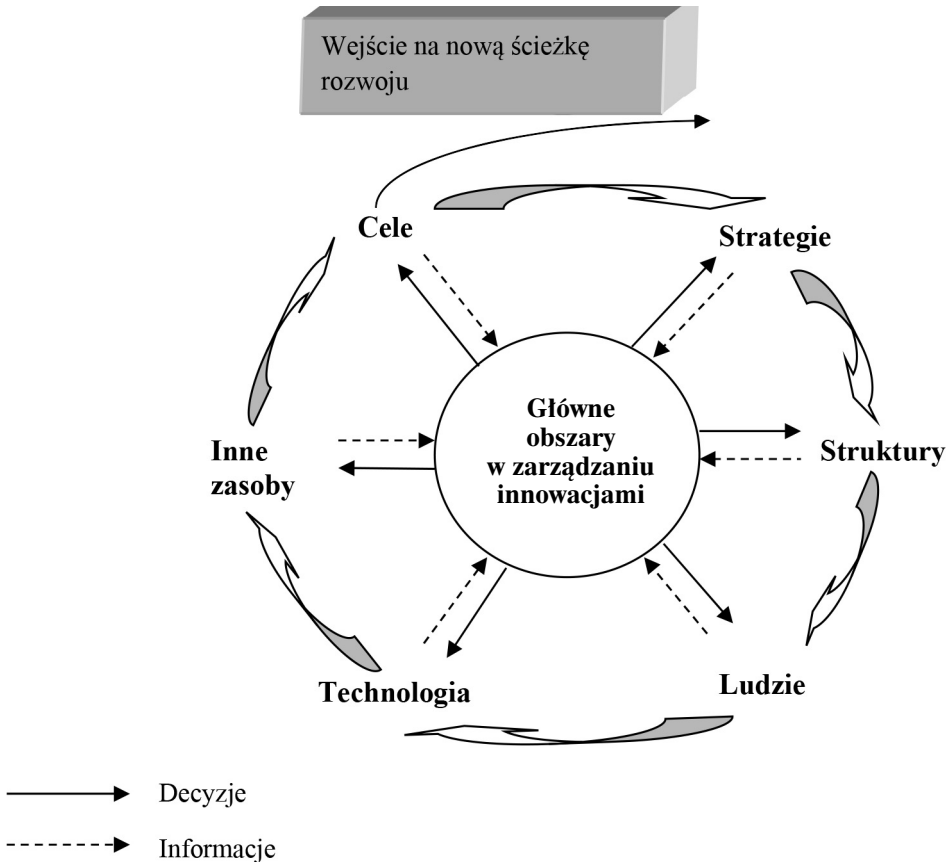 Wejście na nową ścieżkę
rozwoju
Cele
Strategie
Główne
obszary
w zarządzaniu
innowacjami
Inne
zasoby
Struktury
Technologia
Ludzie
Decyzje
Informacje